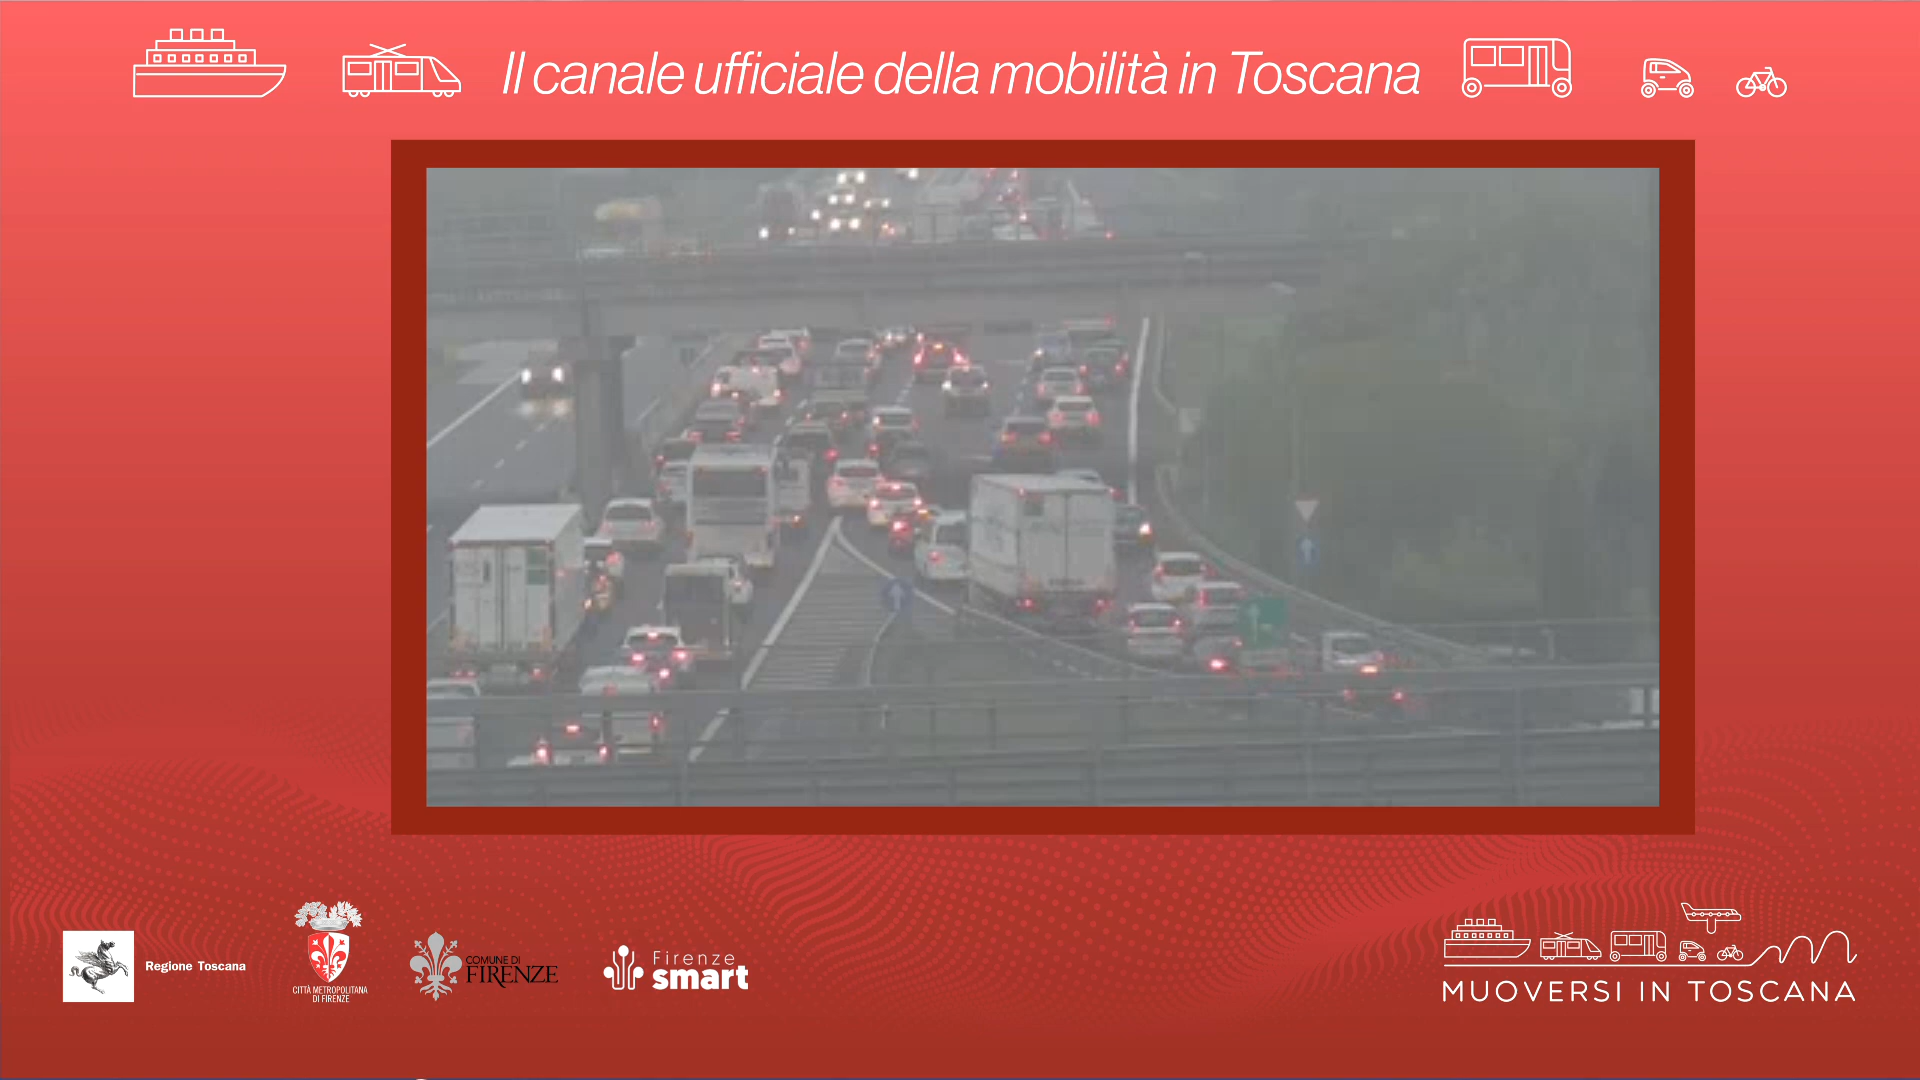 Il canale ufficiale della mobilità in Toscana
Regione Toscana
CITTÀ METROPOLITANA
DI FIRENZE
COMUNE DI
FIRENZE
Firenze
smart
MUOVERSI IN TOSCANA